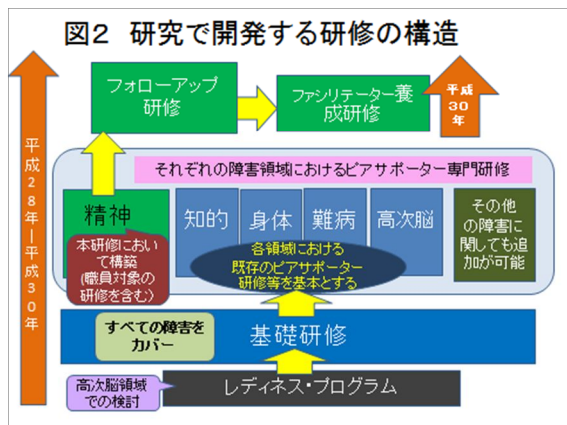 図2 研究で開発する研修の構造
フォローアップ
研修
ファシリテーター養
成研修
平成
30
年
平成28年ー平成30年
それぞれの障害領域におけるピアサポーター専門研修
精神
知的
身体
難病
高次脳
その他
の障害に
関しても追
加が可能
本研修におい
て構築
(職員対象の
研修を含む)
各領域における
既存のピアサポーター
研修等を基本とする
すべての障害を
カバー
基礎研修
高次脳領域
での検討
レディネス・プログラム